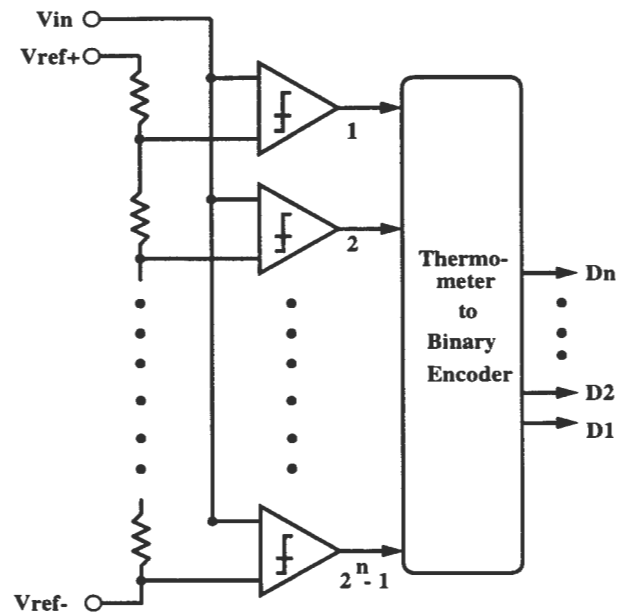 Vin
Vref+
1
2
Thermo-
meter
to
Binary
Encoder
Dn
D2
D1
2^n - 1
Vref-